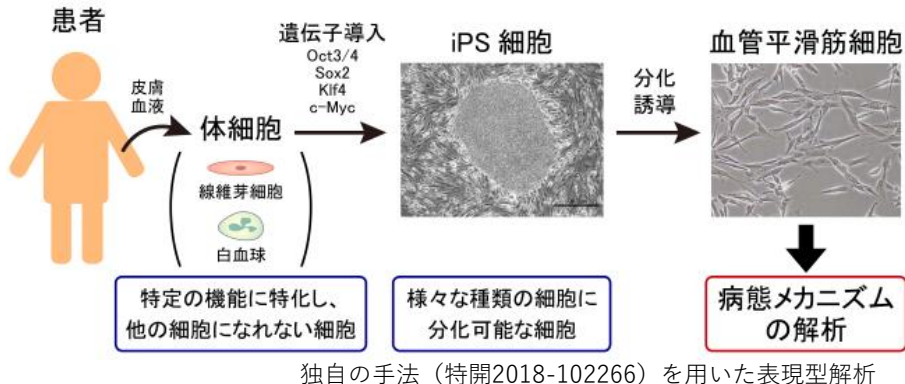 患者
皮膚
血液
体細胞
線維芽細胞
白血球
特定の機能に特化し、
他の細胞になれない細胞
遺伝子導入
Oct3/4
Sox2
Klf4
c-Myc
iPS 細胞
様々な種類の細胞に
分化可能な細胞
分化
誘導
血管平滑筋細胞
病態メカニズム
の解析
独自の手法（特開2018-102266）を用いた表現型解析